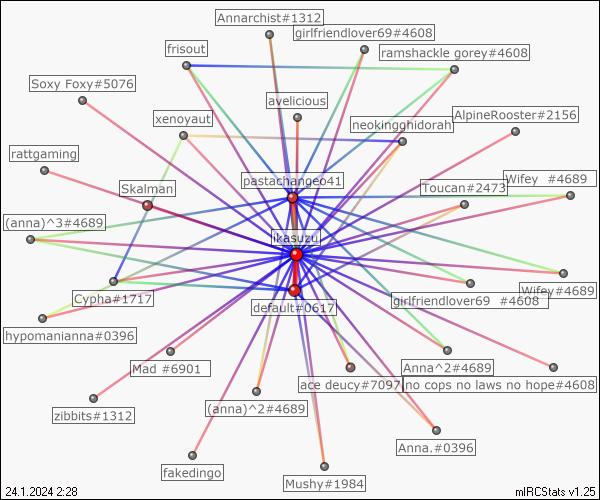 Annarchist#1312
girlfriendlover69#4608
frisout
ramshackle gorey#4608
Soxy Foxy#5076
avelicious
AlpineRooster#2156
xenoyaut
neokingghidorah
rattgaming
pastachangeo41
Wifey   #4689
Skalman
Toucan#2473
(anna)^3#4689
ikasuzu
Wifey#4689
Cypha#1717
girlfriendlover69   #4608
default#0617
hypomanianna#0396
Mad #6901
Anna^2#4689
ace deucy#7097
no cops no laws no hope#4608
zibbits#1312
(anna)^2#4689
Anna.#0396
fakedingo
Mushy#1984
24.1.2024 2:28
mIRCStats v1.25